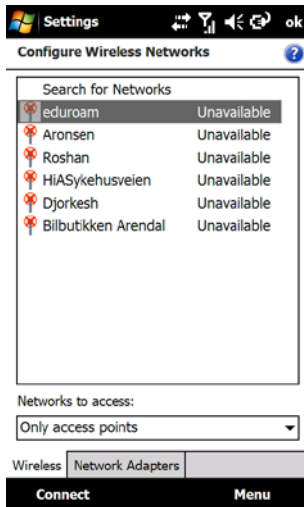 Settings ok
Configure Wireless Networks ?
Search for Networks
eduroam Unavailable
Aronsen Unavailable
Roshan Unavailable
HiASykehusveien Unavailable
Djorkesh Unavailable
Bilbutikken Arendal Unavailable
Networks to access:
Only access points
Wireless Network Adapters
Connect Menu